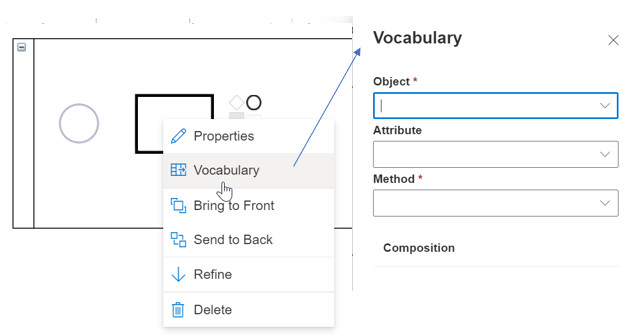 Properties
Vocabulary
Bring to Front
Send to Back
Refine
Delete
Vocabulary
Object *
Attribute
Method *
Composition